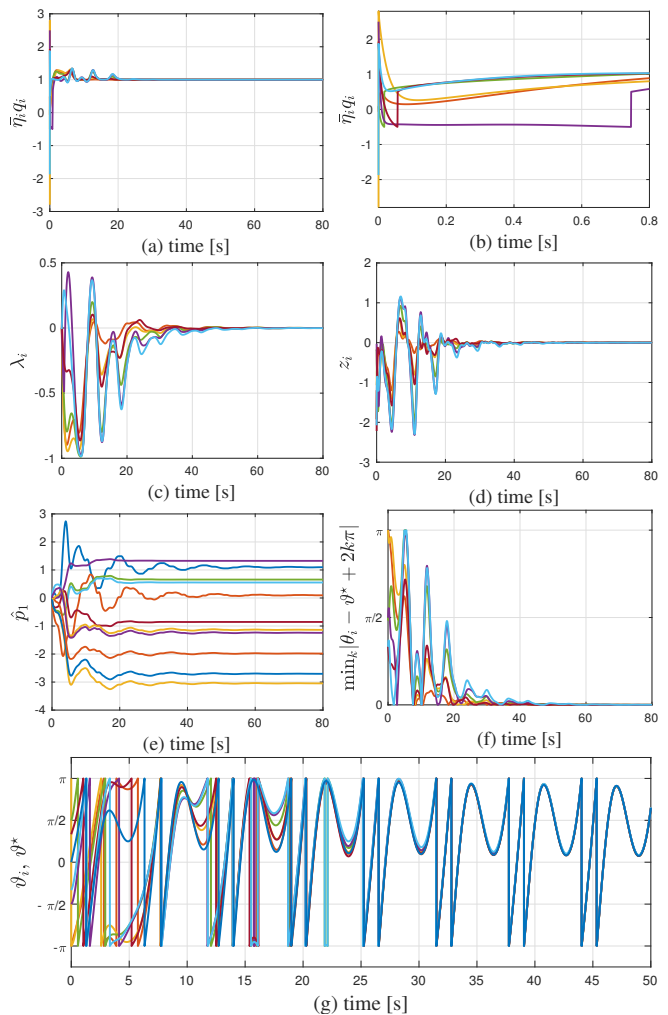 3
2
1
0
-1
-2
-3
0 20 40 60 80
η̄ᵢqᵢ
(a) time [s]
2
1
0
-1
-2
0 0.2 0.4 0.6 0.8
η̄ᵢqᵢ
(b) time [s]
0.5
0
-0.5
-1
0 20 40 60 80
λᵢ
(c) time [s]
2
1
0
-1
-2
-3
0 20 40 60 80
zᵢ
(d) time [s]
3
2
1
0
-1
-2
-3
-4
0 20 40 60 80
p̂₁
(e) time [s]
π
π/2
0
0 20 40 60 80
minₖ|θᵢ − ϑ⋆ + 2kπ|
(f) time [s]
π
π/2
0
- π/2
-π
0 5 10 15 20 25 30 35 40 45 50
ϑᵢ, ϑ⋆
(g) time [s]